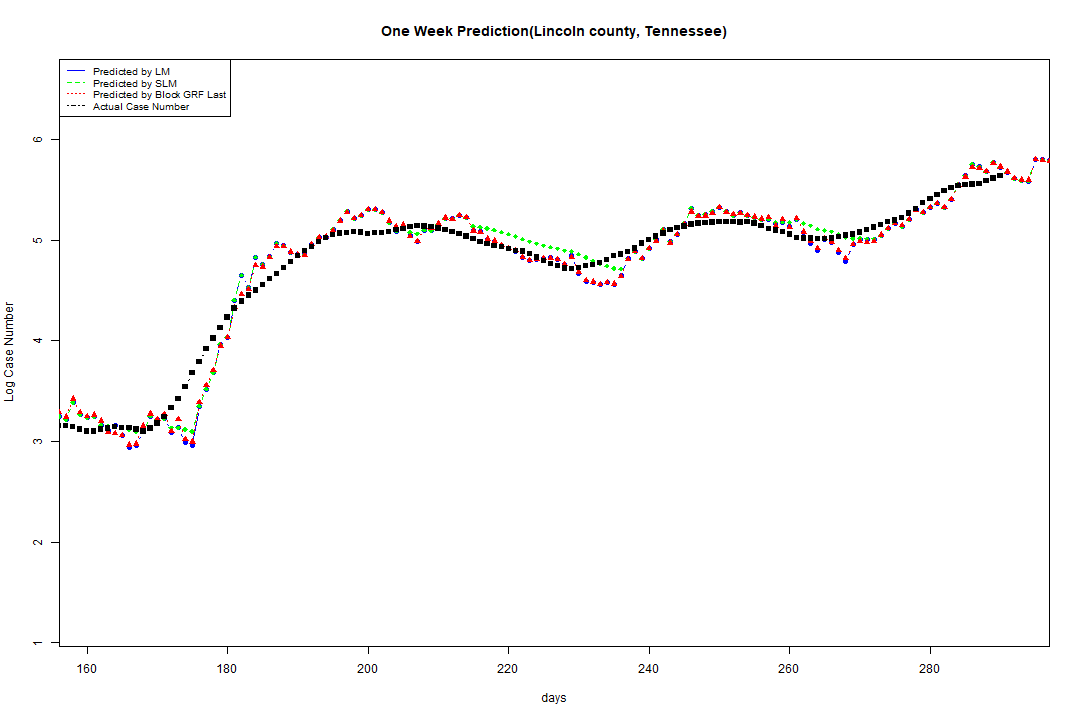 One Week Prediction(Lincoln county, Tennessee)
Predicted by LM
Predicted by SLM
Predicted by Block GRF Last
Actual Case Number
6
5
4
3
2
1
Log Case Number
160 180 200 220 240 260 280
days